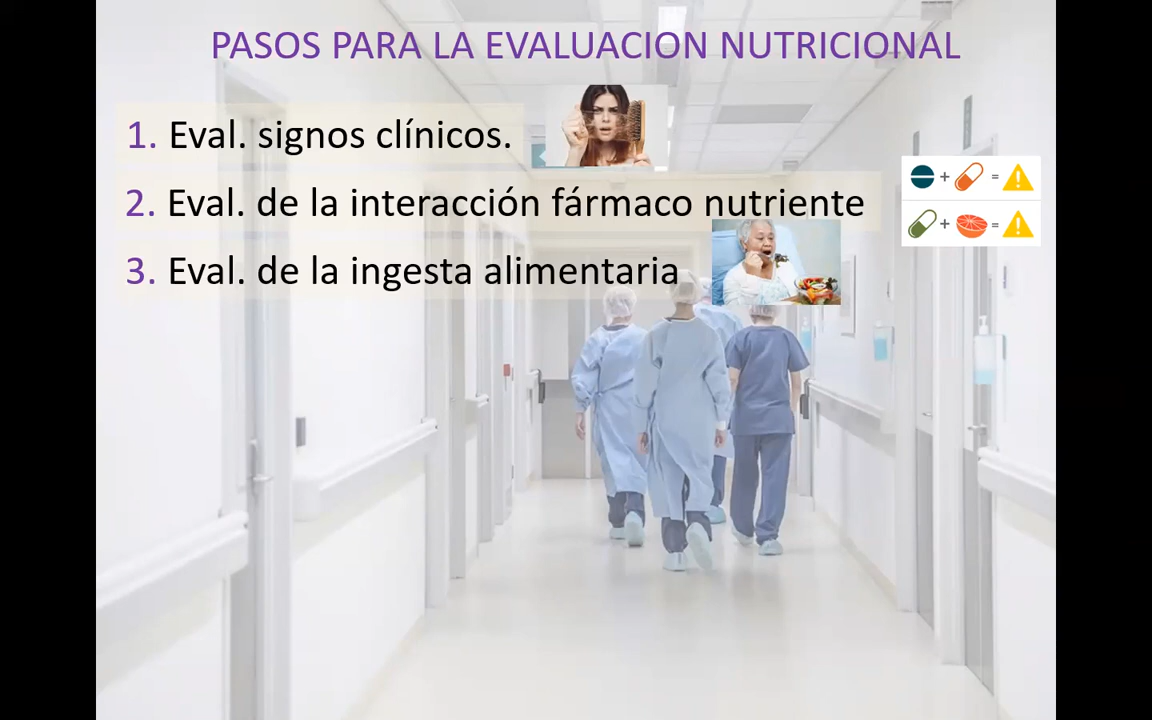 PASOS PARA LA EVALUACION NUTRICIONAL
1. Eval. signos clínicos.
2. Eval. de la interacción fármaco nutriente
3. Eval. de la ingesta alimentaria